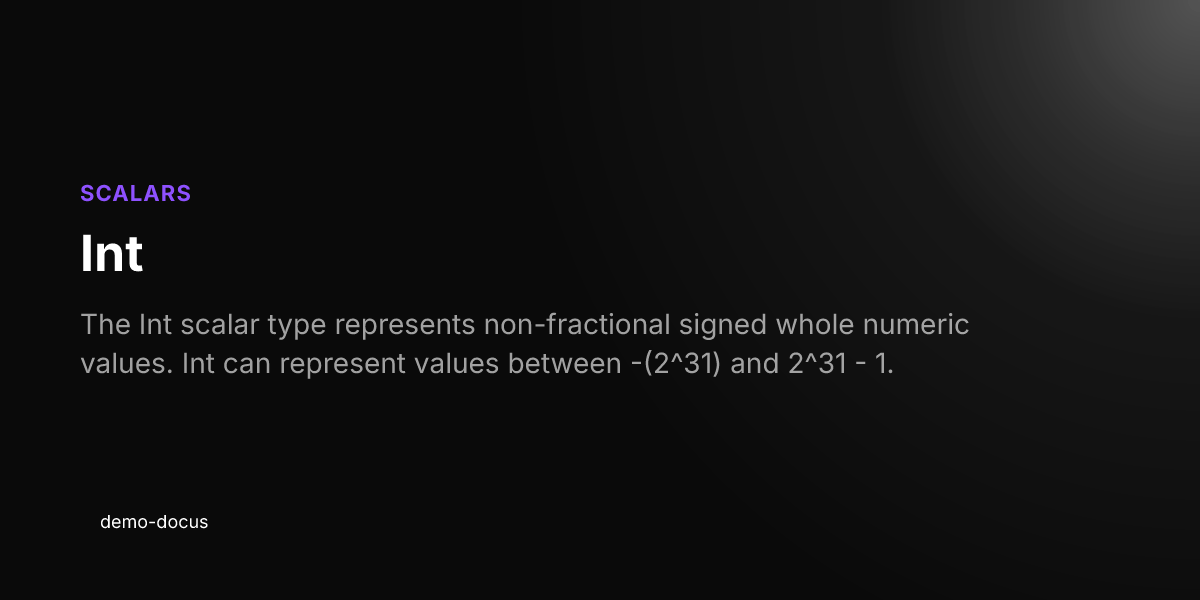 SCALARS
Int
The Int scalar type represents non-fractional signed whole numeric
values. Int can represent values between -(2^31) and 2^31 - 1.
demo-docus